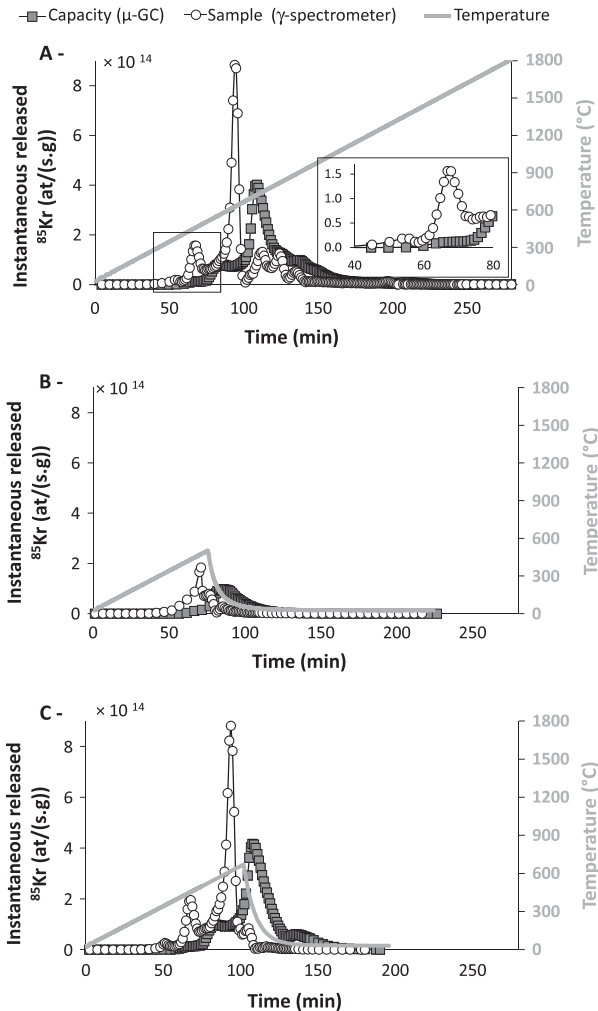 Capacity (μ-GC) Sample (γ-spectrometer) Temperature
A -
× 10 14
Instantaneous released
85Kr (at/(s.g))
8
6
4
2
0
0 50 100 150 200 250
Time (min)
1800
1500
1200
900
600
300
0
Temperature (°C)
1.5
1.0
0.5
0.0
40 60 80
B -
× 10 14
Instantaneous released
85Kr (at/(s.g))
8
6
4
2
0
0 50 100 150 200 250
Time (min)
1800
1500
1200
900
600
300
0
Temperature (°C)
C -
× 10 14
Instantaneous released
85Kr (at/(s.g))
8
6
4
2
0
0 50 100 150 200 250
Time (min)
1800
1500
1200
900
600
300
0
Temperature (°C)